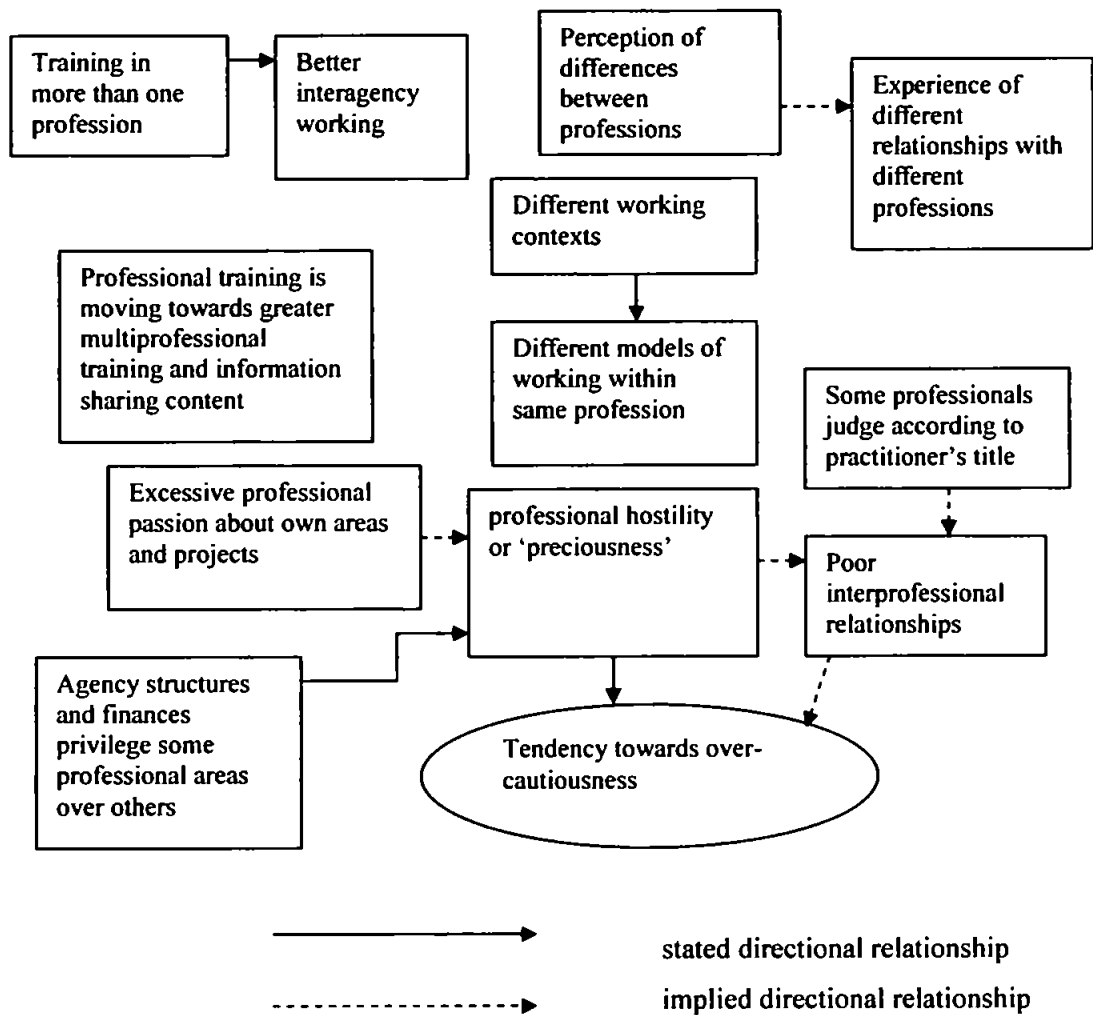 Training in
more than one
profession
Better
interagency
working
Perception of
differences
between
professions
Experience of
different
relationships with
different
professions
Different working
contexts
Professional training is
moving towards greater
multiprofessional
training and information
sharing content
Different models of
working within
same profession
Some professionals
judge according to
practitioner's title
Excessive professional
passion about own areas
and projects
professional hostility
or 'preciousness'
Poor
interprofessional
relationships
Agency structures
and finances
privilege some
professional areas
over others
Tendency towards over-
cautiousness
stated directional relationship
implied directional relationship